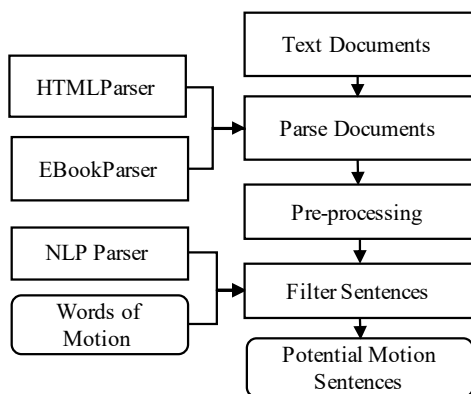 Text Documents
HTMLParser
Parse Documents
EBookParser
Pre-processing
NLP Parser
Filter Sentences
Words of
Motion
Potential Motion
Sentences